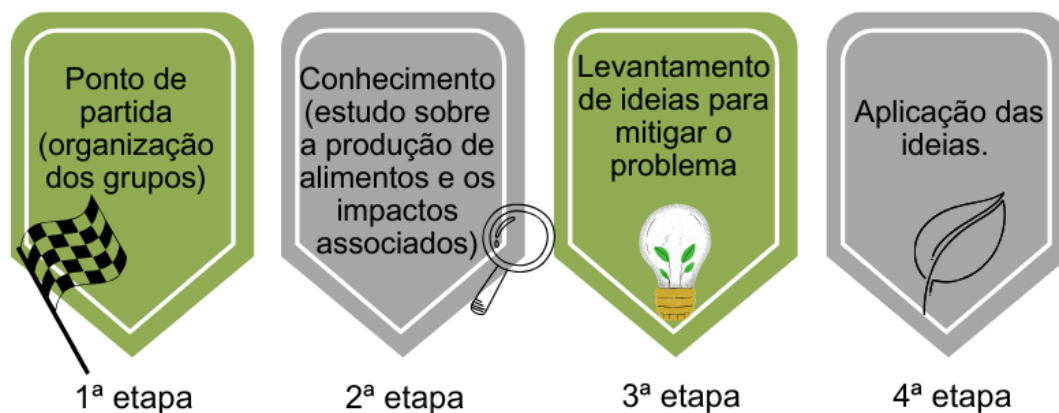 Ponto de
partida
(organização
dos grupos)
1ª etapa
Conhecimento
(estudo sobre
a produção de
alimentos e os
impactos
associados)
2ª etapa
Levantamento
de ideias para
mitigar o
problema
3ª etapa
Aplicação das
ideias.
4ª etapa